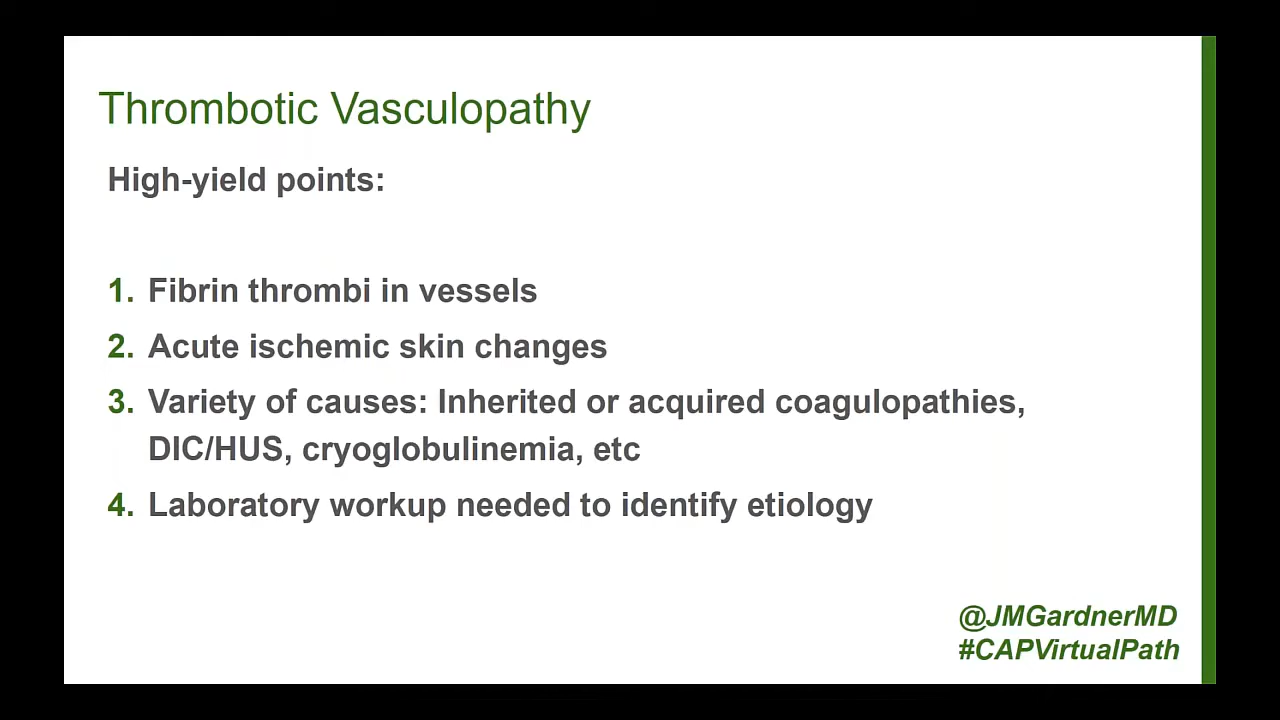 Thrombotic Vasculopathy
High-yield points:
1. Fibrin thrombi in vessels
2. Acute ischemic skin changes
3. Variety of causes: Inherited or acquired coagulopathies,
DIC/HUS, cryoglobulinemia, etc
4. Laboratory workup needed to identify etiology
@JMGardnerMD
#CAPVirtualPath